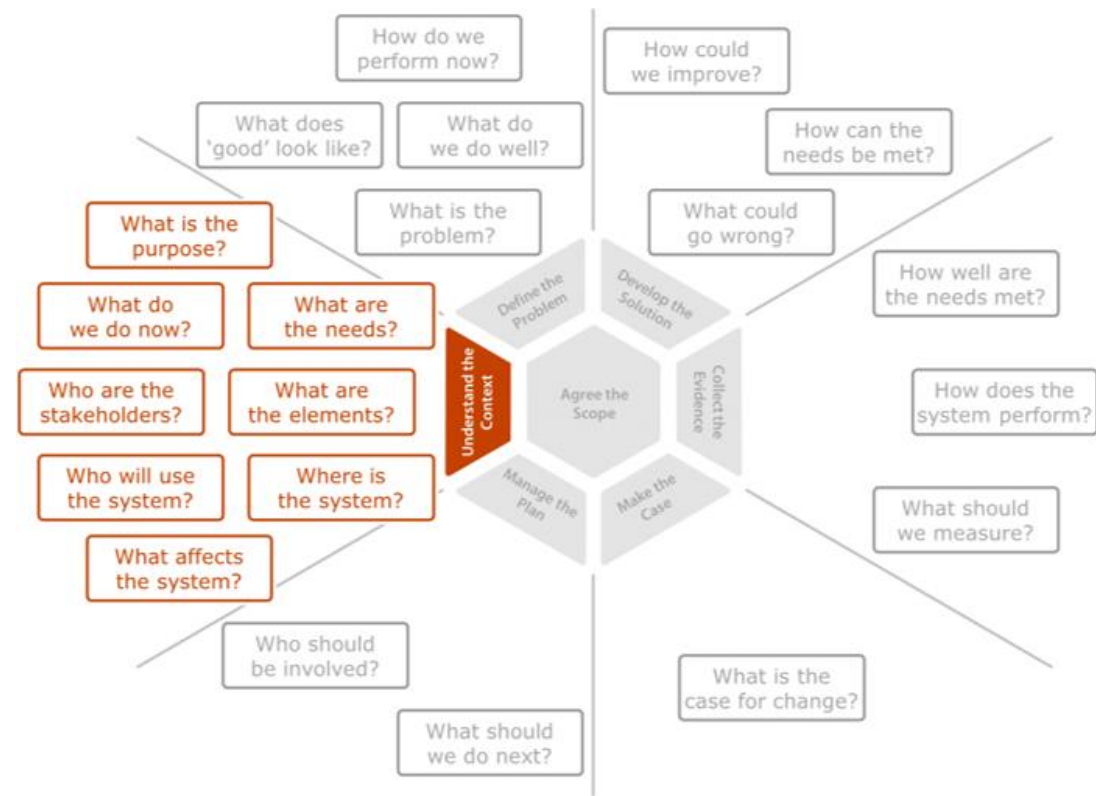 How do we
perform now?
How could
we improve?
What does
‘good’ look like?
What do
we do well?
How can the
needs be met?
What is the
problem?
What could
go wrong?
What is the
purpose?
How well are
the needs met?
What do
we do now?
What are
the needs?
Define the
Problem
Develop the
Solution
Who are the
stakeholders?
What are
the elements?
Understand the
Context
Agree the
Scope
Collect the
Evidence
How does the
system perform?
Who will use
the system?
Where is
the system?
Manage the
Plan
Make the
Case
What should
we measure?
What affects
the system?
Who should
be involved?
What is the
case for change?
What should
we do next?